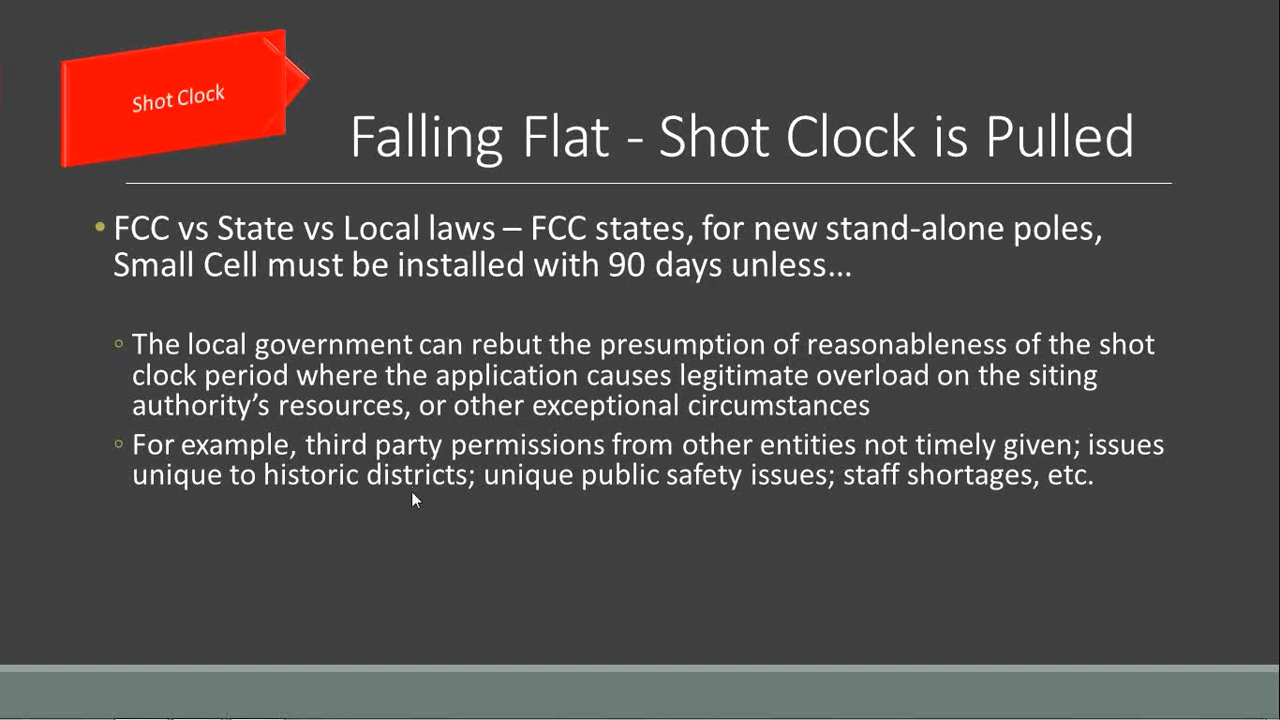 Shot Clock
Falling Flat - Shot Clock is Pulled
• FCC vs State vs Local laws – FCC states, for new stand-alone poles,
Small Cell must be installed with 90 days unless…
◦ The local government can rebut the presumption of reasonableness of the shot
clock period where the application causes legitimate overload on the siting
authority’s resources, or other exceptional circumstances
◦ For example, third party permissions from other entities not timely given; issues
unique to historic districts; unique public safety issues; staff shortages, etc.